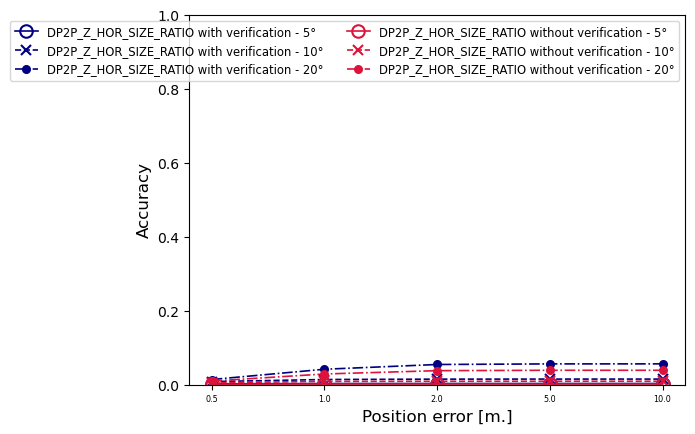 1.0
DP2P_Z_HOR_SIZE_RATIO with verification - 5° DP2P_Z_HOR_SIZE_RATIO without verification - 5°
DP2P_Z_HOR_SIZE_RATIO with verification - 10° DP2P_Z_HOR_SIZE_RATIO without verification - 10°
DP2P_Z_HOR_SIZE_RATIO with verification - 20° DP2P_Z_HOR_SIZE_RATIO without verification - 20°
0.8
0.6
0.4
0.2
0.0
Accuracy
0.5 1.0 2.0 5.0 10.0
Position error [m.]